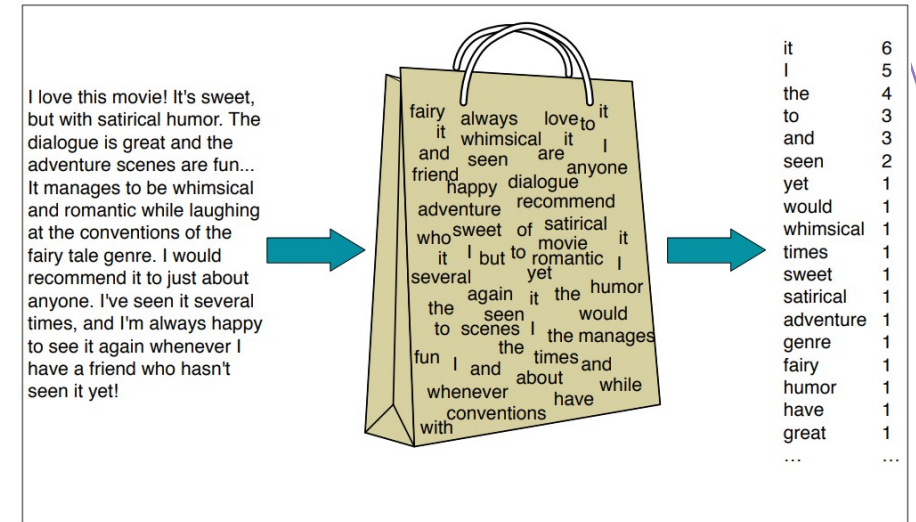 I love this movie! It's sweet,
but with satirical humor. The
dialogue is great and the
adventure scenes are fun...
It manages to be whimsical
and romantic while laughing
at the conventions of the
fairy tale genre. I would
recommend it to just about
anyone. I've seen it several
times, and I'm always happy
to see it again whenever I
have a friend who hasn't
seen it yet!
fairy always love to it
it whimsical it I
and seen are anyone
friend happy dialogue
adventure recommend
who sweet of satirical
it I but to movie it
several yet romantic I
again it the humor
the seen would
to scenes I the manages
fun I and the times and
whenever about while
conventions have
with
it 6
I 5
the 4
to 3
and 3
seen 2
yet 1
would 1
whimsical 1
times 1
sweet 1
satirical 1
adventure 1
genre 1
fairy 1
humor 1
have 1
great 1
... ...